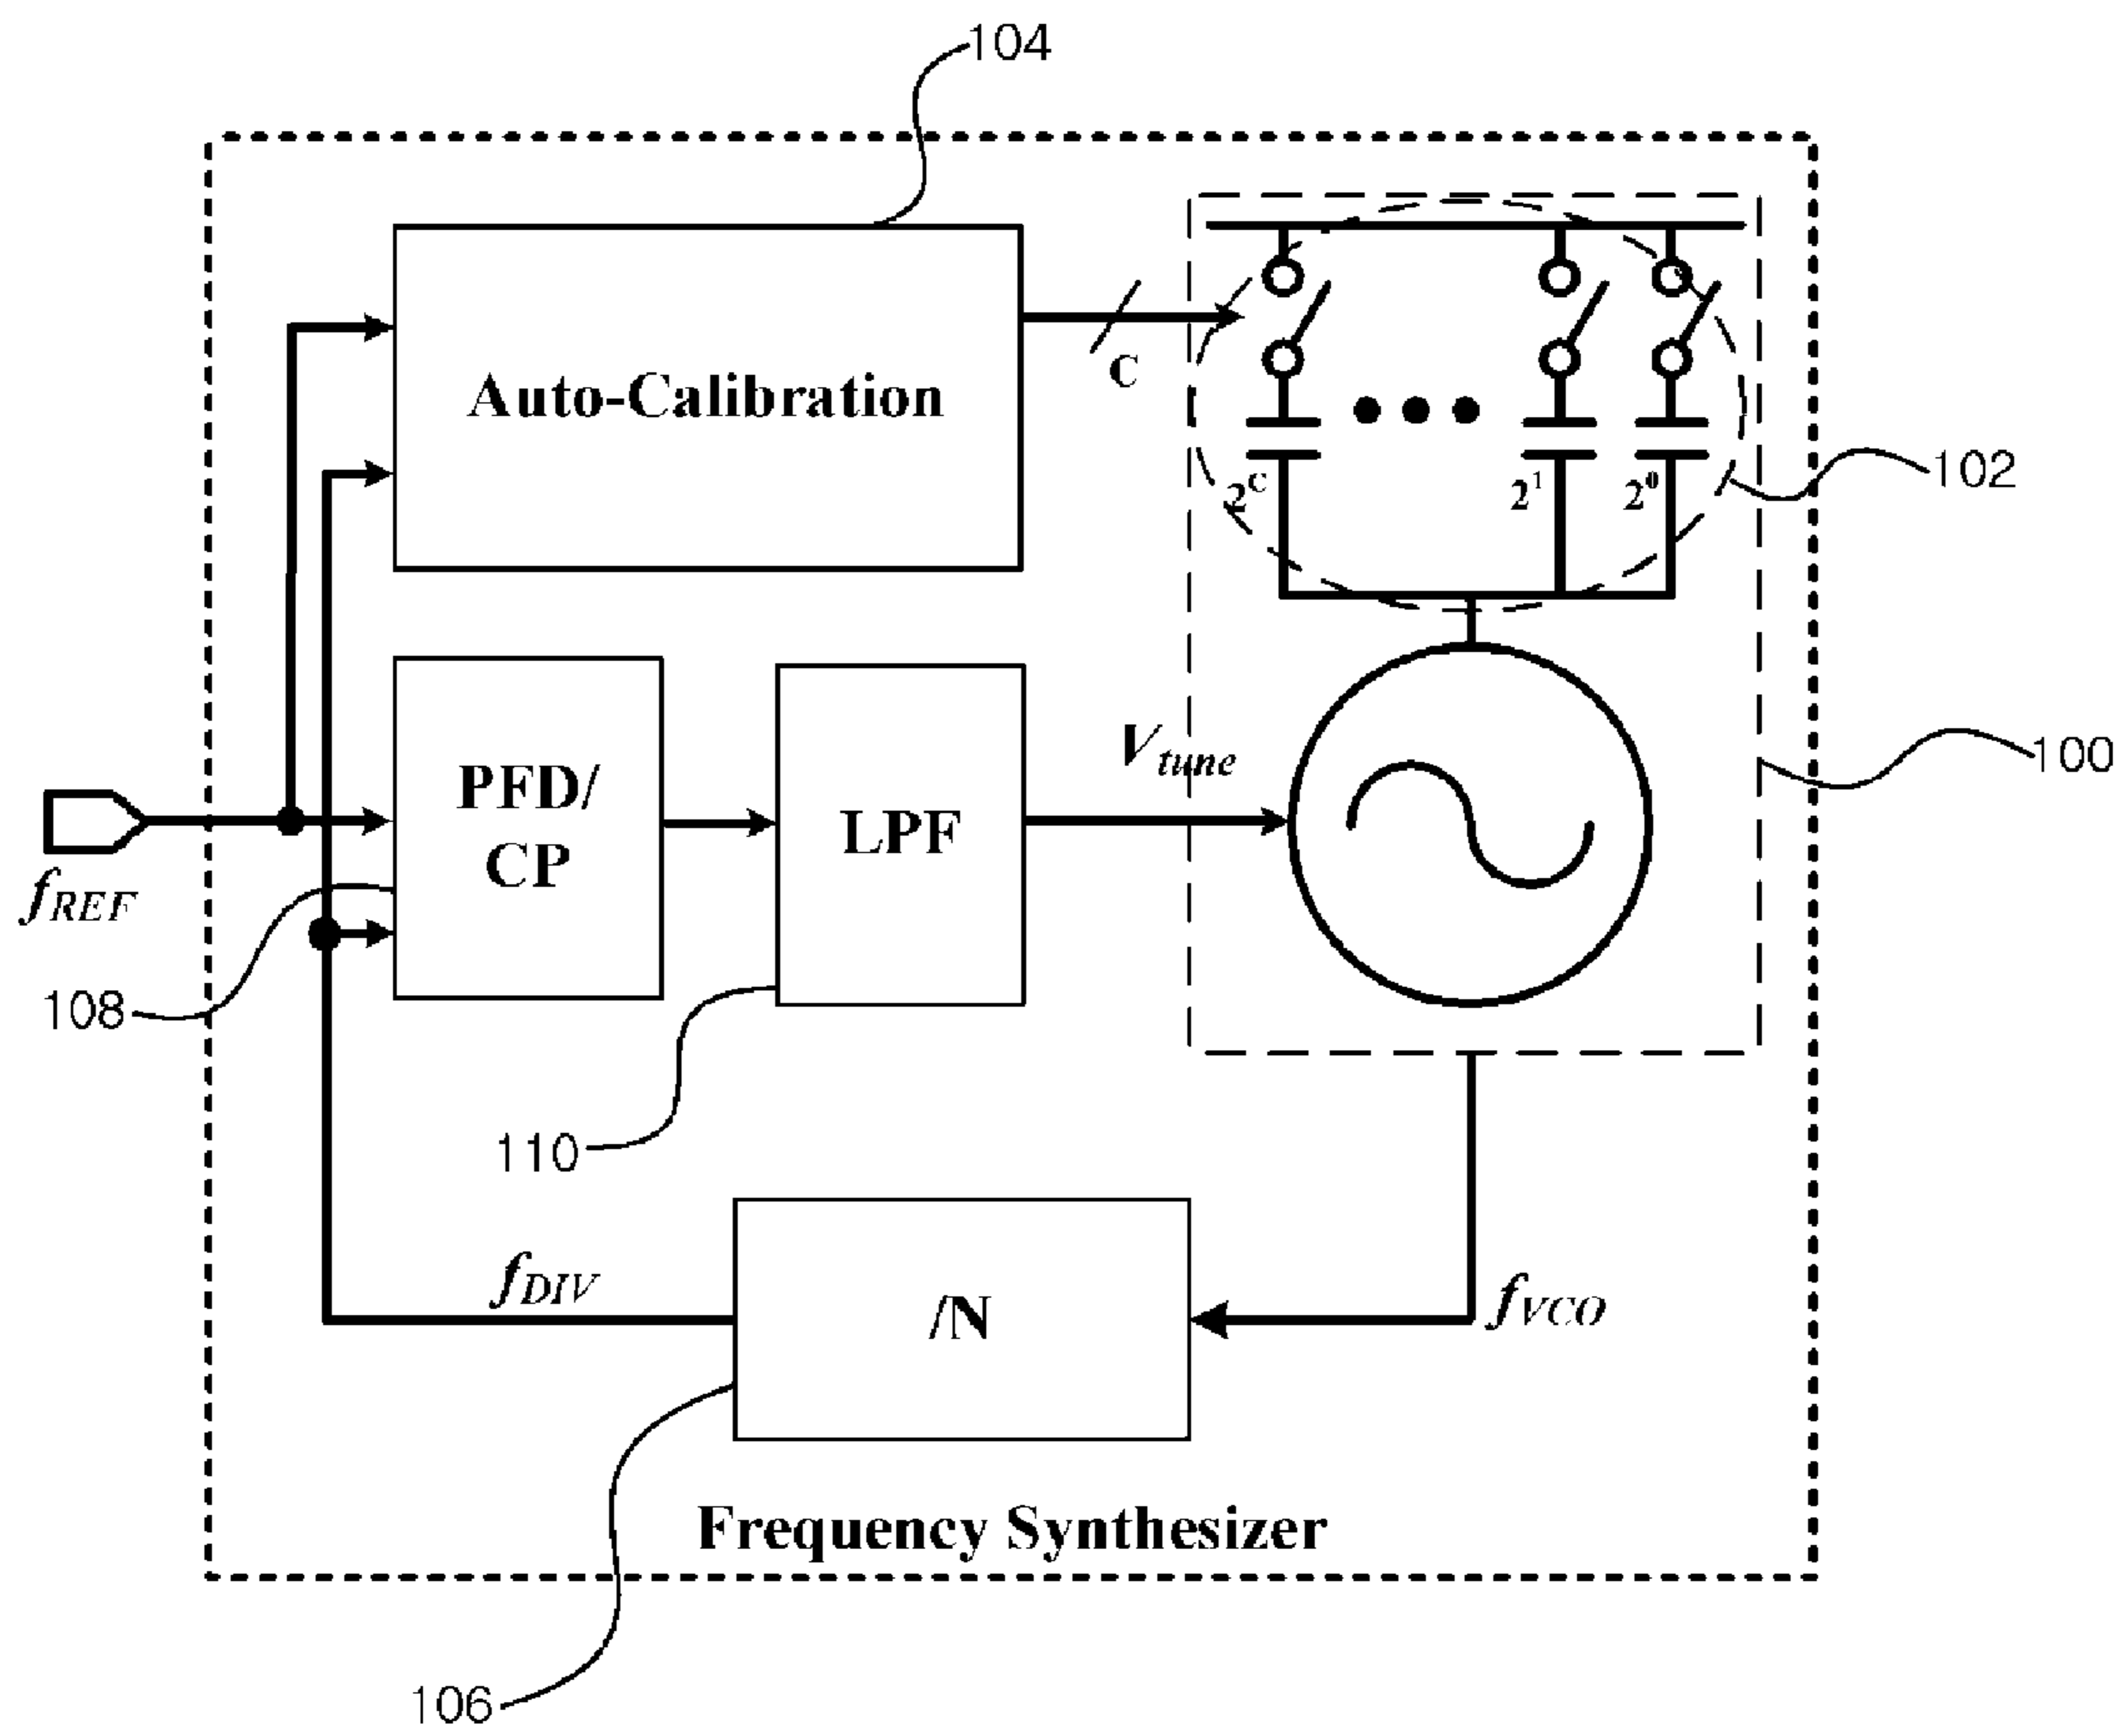 104
Auto-Calibration
C
2^C
2^1
2^0
102
V_tune
100
PFD/
CP
LPF
f_REF
108
110
f_DIV
/N
f_VCO
Frequency Synthesizer
106